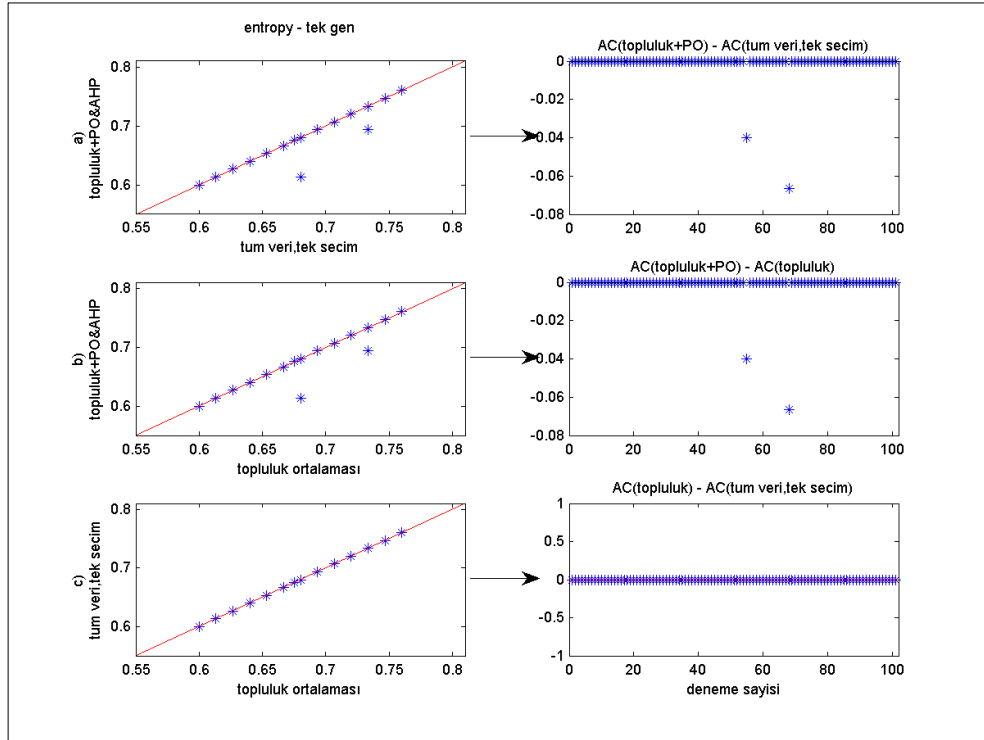 entropy - tek gen
AC(topluluk+PO) - AC(tum veri,tek secim)
a)
topluluk+PO&AHP
0.8
0.7
0.6
0.55 0.6 0.65 0.7 0.75 0.8
tum veri,tek secim
0
-0.02
-0.04
-0.06
-0.08
0 20 40 60 80 100
AC(topluluk+PO) - AC(topluluk)
b)
topluluk+PO&AHP
0.8
0.7
0.6
0.55 0.6 0.65 0.7 0.75 0.8
topluluk ortalaması
0
-0.02
-0.04
-0.06
-0.08
0 20 40 60 80 100
AC(topluluk) - AC(tum veri,tek secim)
c)
tum veri,tek secim
0.8
0.7
0.6
0.55 0.6 0.65 0.7 0.75 0.8
topluluk ortalaması
1
0.5
0
-0.5
-1
0 20 40 60 80 100
deneme sayisi